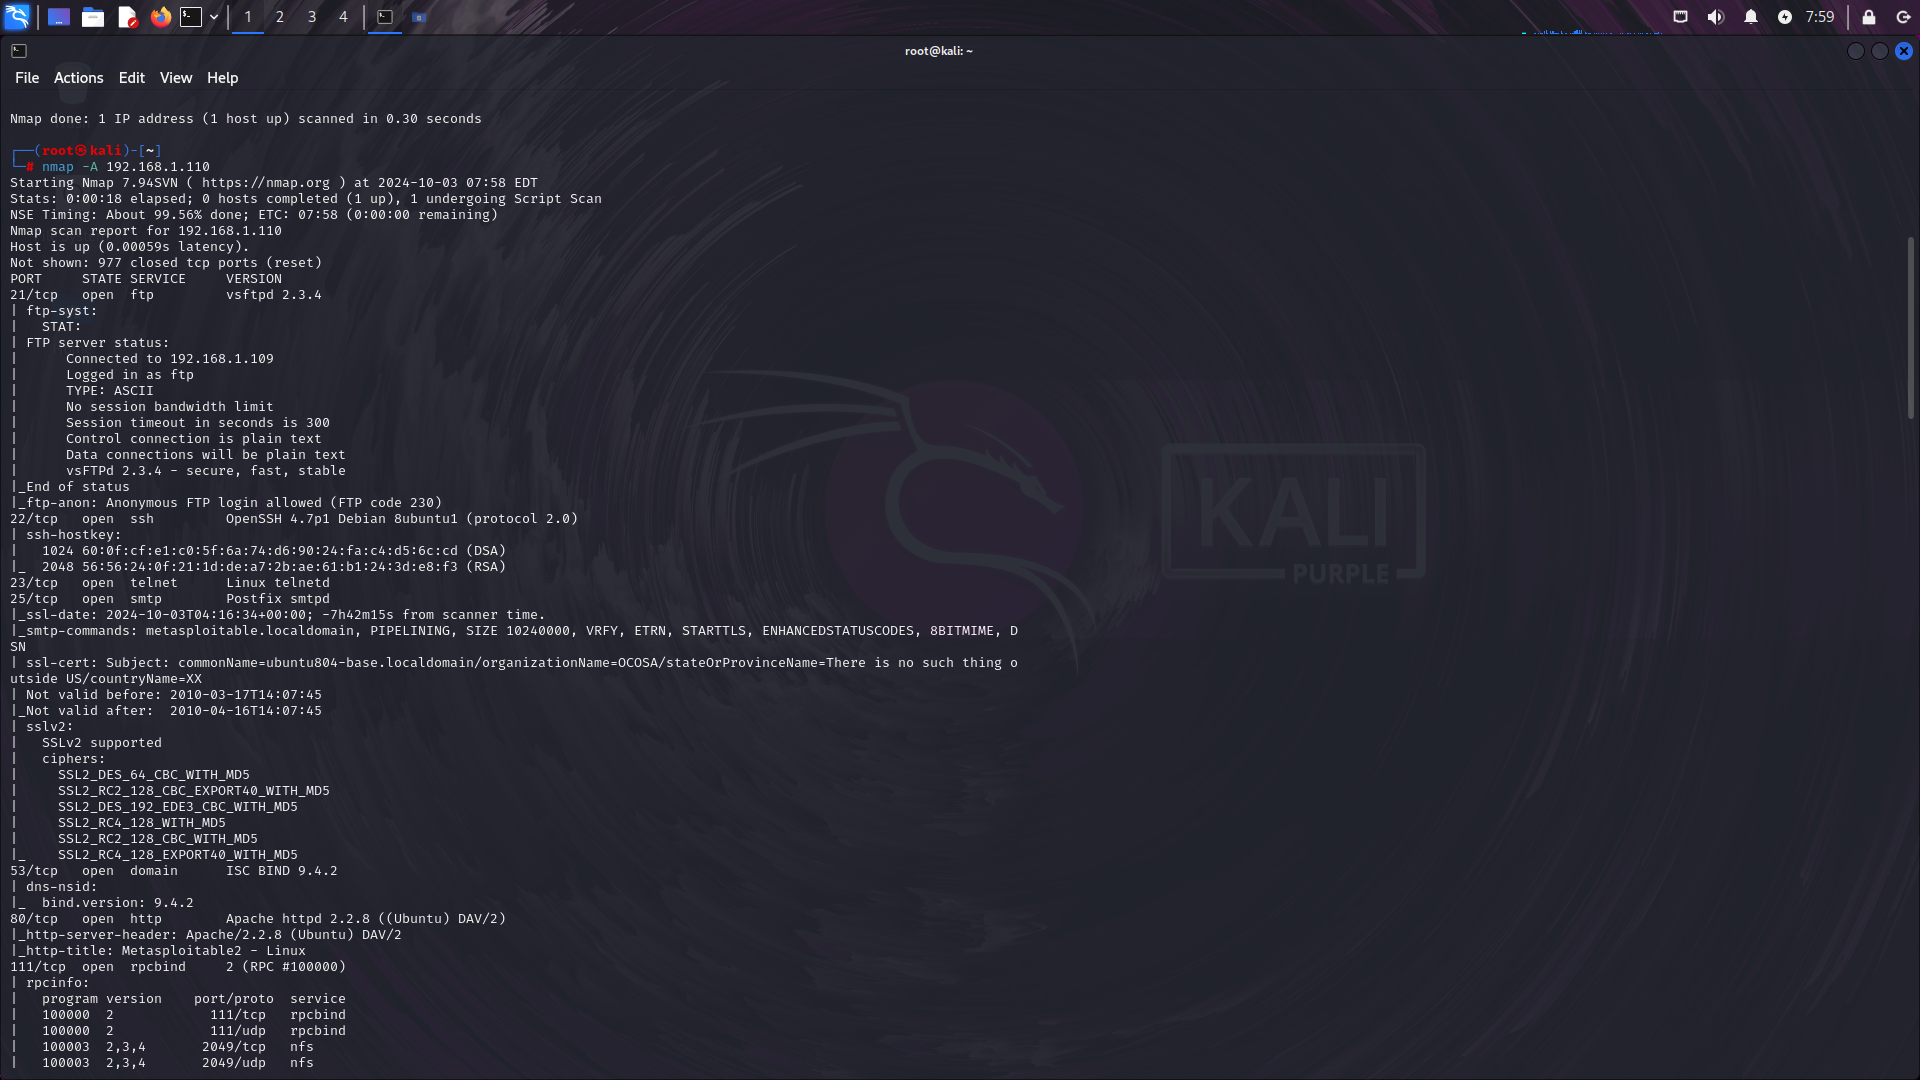 1 2 3 4 7:59
root@kali: ~
File Actions Edit View Help
Nmap done: 1 IP address (1 host up) scanned in 0.30 seconds
┌──(root㉿kali)-[~]
└─# nmap -A 192.168.1.110
Starting Nmap 7.94SVN ( https://nmap.org ) at 2024-10-03 07:58 EDT
Stats: 0:00:18 elapsed; 0 hosts completed (1 up), 1 undergoing Script Scan
NSE Timing: About 99.56% done; ETC: 07:58 (0:00:00 remaining)
Nmap scan report for 192.168.1.110
Host is up (0.00059s latency).
Not shown: 977 closed tcp ports (reset)
PORT     STATE SERVICE     VERSION
21/tcp   open  ftp         vsftpd 2.3.4
| ftp-syst:
|   STAT:
| FTP server status:
|      Connected to 192.168.1.109
|      Logged in as ftp
|      TYPE: ASCII
|      No session bandwidth limit
|      Session timeout in seconds is 300
|      Control connection is plain text
|      Data connections will be plain text
|      vsFTPd 2.3.4 - secure, fast, stable
|_End of status
|_ftp-anon: Anonymous FTP login allowed (FTP code 230)
22/tcp   open  ssh         OpenSSH 4.7p1 Debian 8ubuntu1 (protocol 2.0)
| ssh-hostkey:
|   1024 60:0f:cf:e1:c0:5f:6a:74:d6:90:24:fa:c4:d5:6c:cd (DSA)
|_  2048 56:56:24:0f:21:1d:de:a7:2b:ae:61:b1:24:3d:e8:f3 (RSA)
23/tcp   open  telnet      Linux telnetd
25/tcp   open  smtp        Postfix smtpd
|_ssl-date: 2024-10-03T04:16:34+00:00; -7h42m15s from scanner time.
|_smtp-commands: metasploitable.localdomain, PIPELINING, SIZE 10240000, VRFY, ETRN, STARTTLS, ENHANCEDSTATUSCODES, 8BITMIME, D
SN
| ssl-cert: Subject: commonName=ubuntu804-base.localdomain/organizationName=OCOSA/stateOrProvinceName=There is no such thing o
utside US/countryName=XX
| Not valid before: 2010-03-17T14:07:45
|_Not valid after:  2010-04-16T14:07:45
| sslv2:
|   SSLv2 supported
|   ciphers:
|     SSL2_DES_64_CBC_WITH_MD5
|     SSL2_RC2_128_CBC_EXPORT40_WITH_MD5
|     SSL2_DES_192_EDE3_CBC_WITH_MD5
|     SSL2_RC4_128_WITH_MD5
|     SSL2_RC2_128_CBC_WITH_MD5
|_    SSL2_RC4_128_EXPORT40_WITH_MD5
53/tcp   open  domain      ISC BIND 9.4.2
| dns-nsid:
|_  bind.version: 9.4.2
80/tcp   open  http        Apache httpd 2.2.8 ((Ubuntu) DAV/2)
|_http-server-header: Apache/2.2.8 (Ubuntu) DAV/2
|_http-title: Metasploitable2 - Linux
111/tcp  open  rpcbind     2 (RPC #100000)
| rpcinfo:
|   program version    port/proto  service
|   100000  2            111/tcp   rpcbind
|   100000  2            111/udp   rpcbind
|   100003  2,3,4       2049/tcp   nfs
|   100003  2,3,4       2049/udp   nfs
KALI
PURPLE